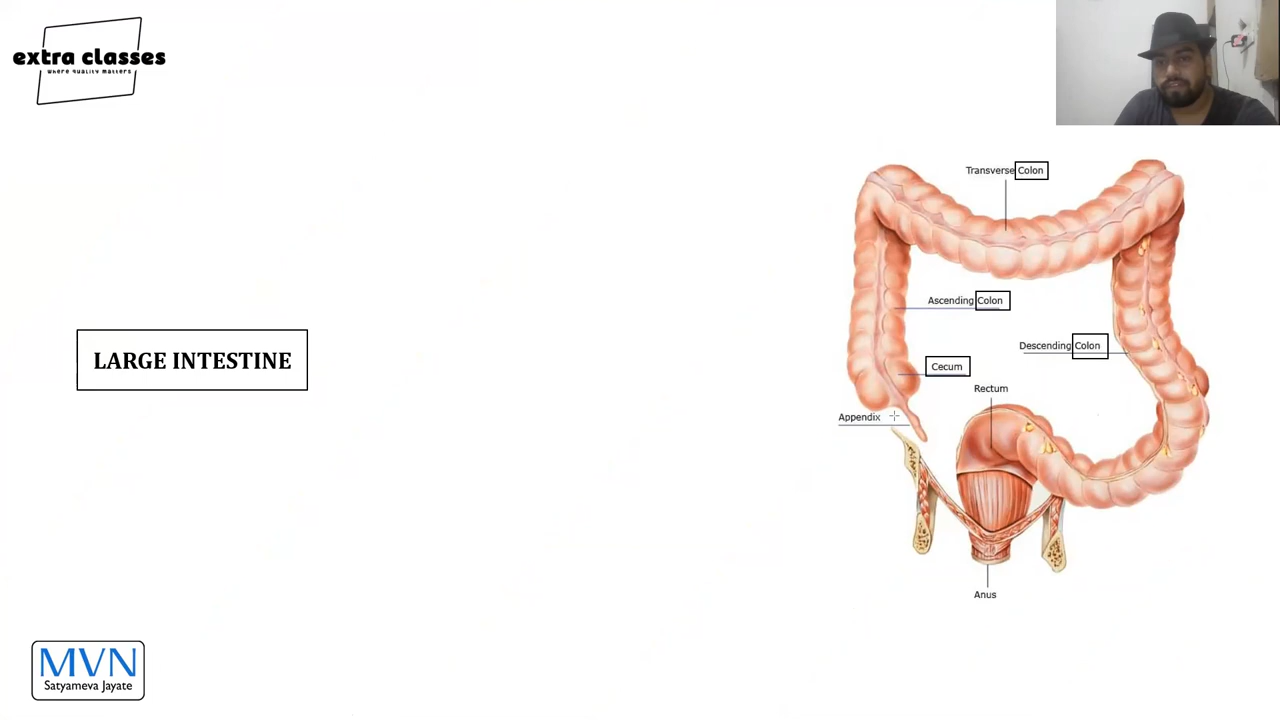 extra classes
where quality matters
Transverse Colon
Ascending Colon
Descending Colon
LARGE INTESTINE
Cecum
Rectum
Appendix
Anus
MVN
Satyameva Jayate